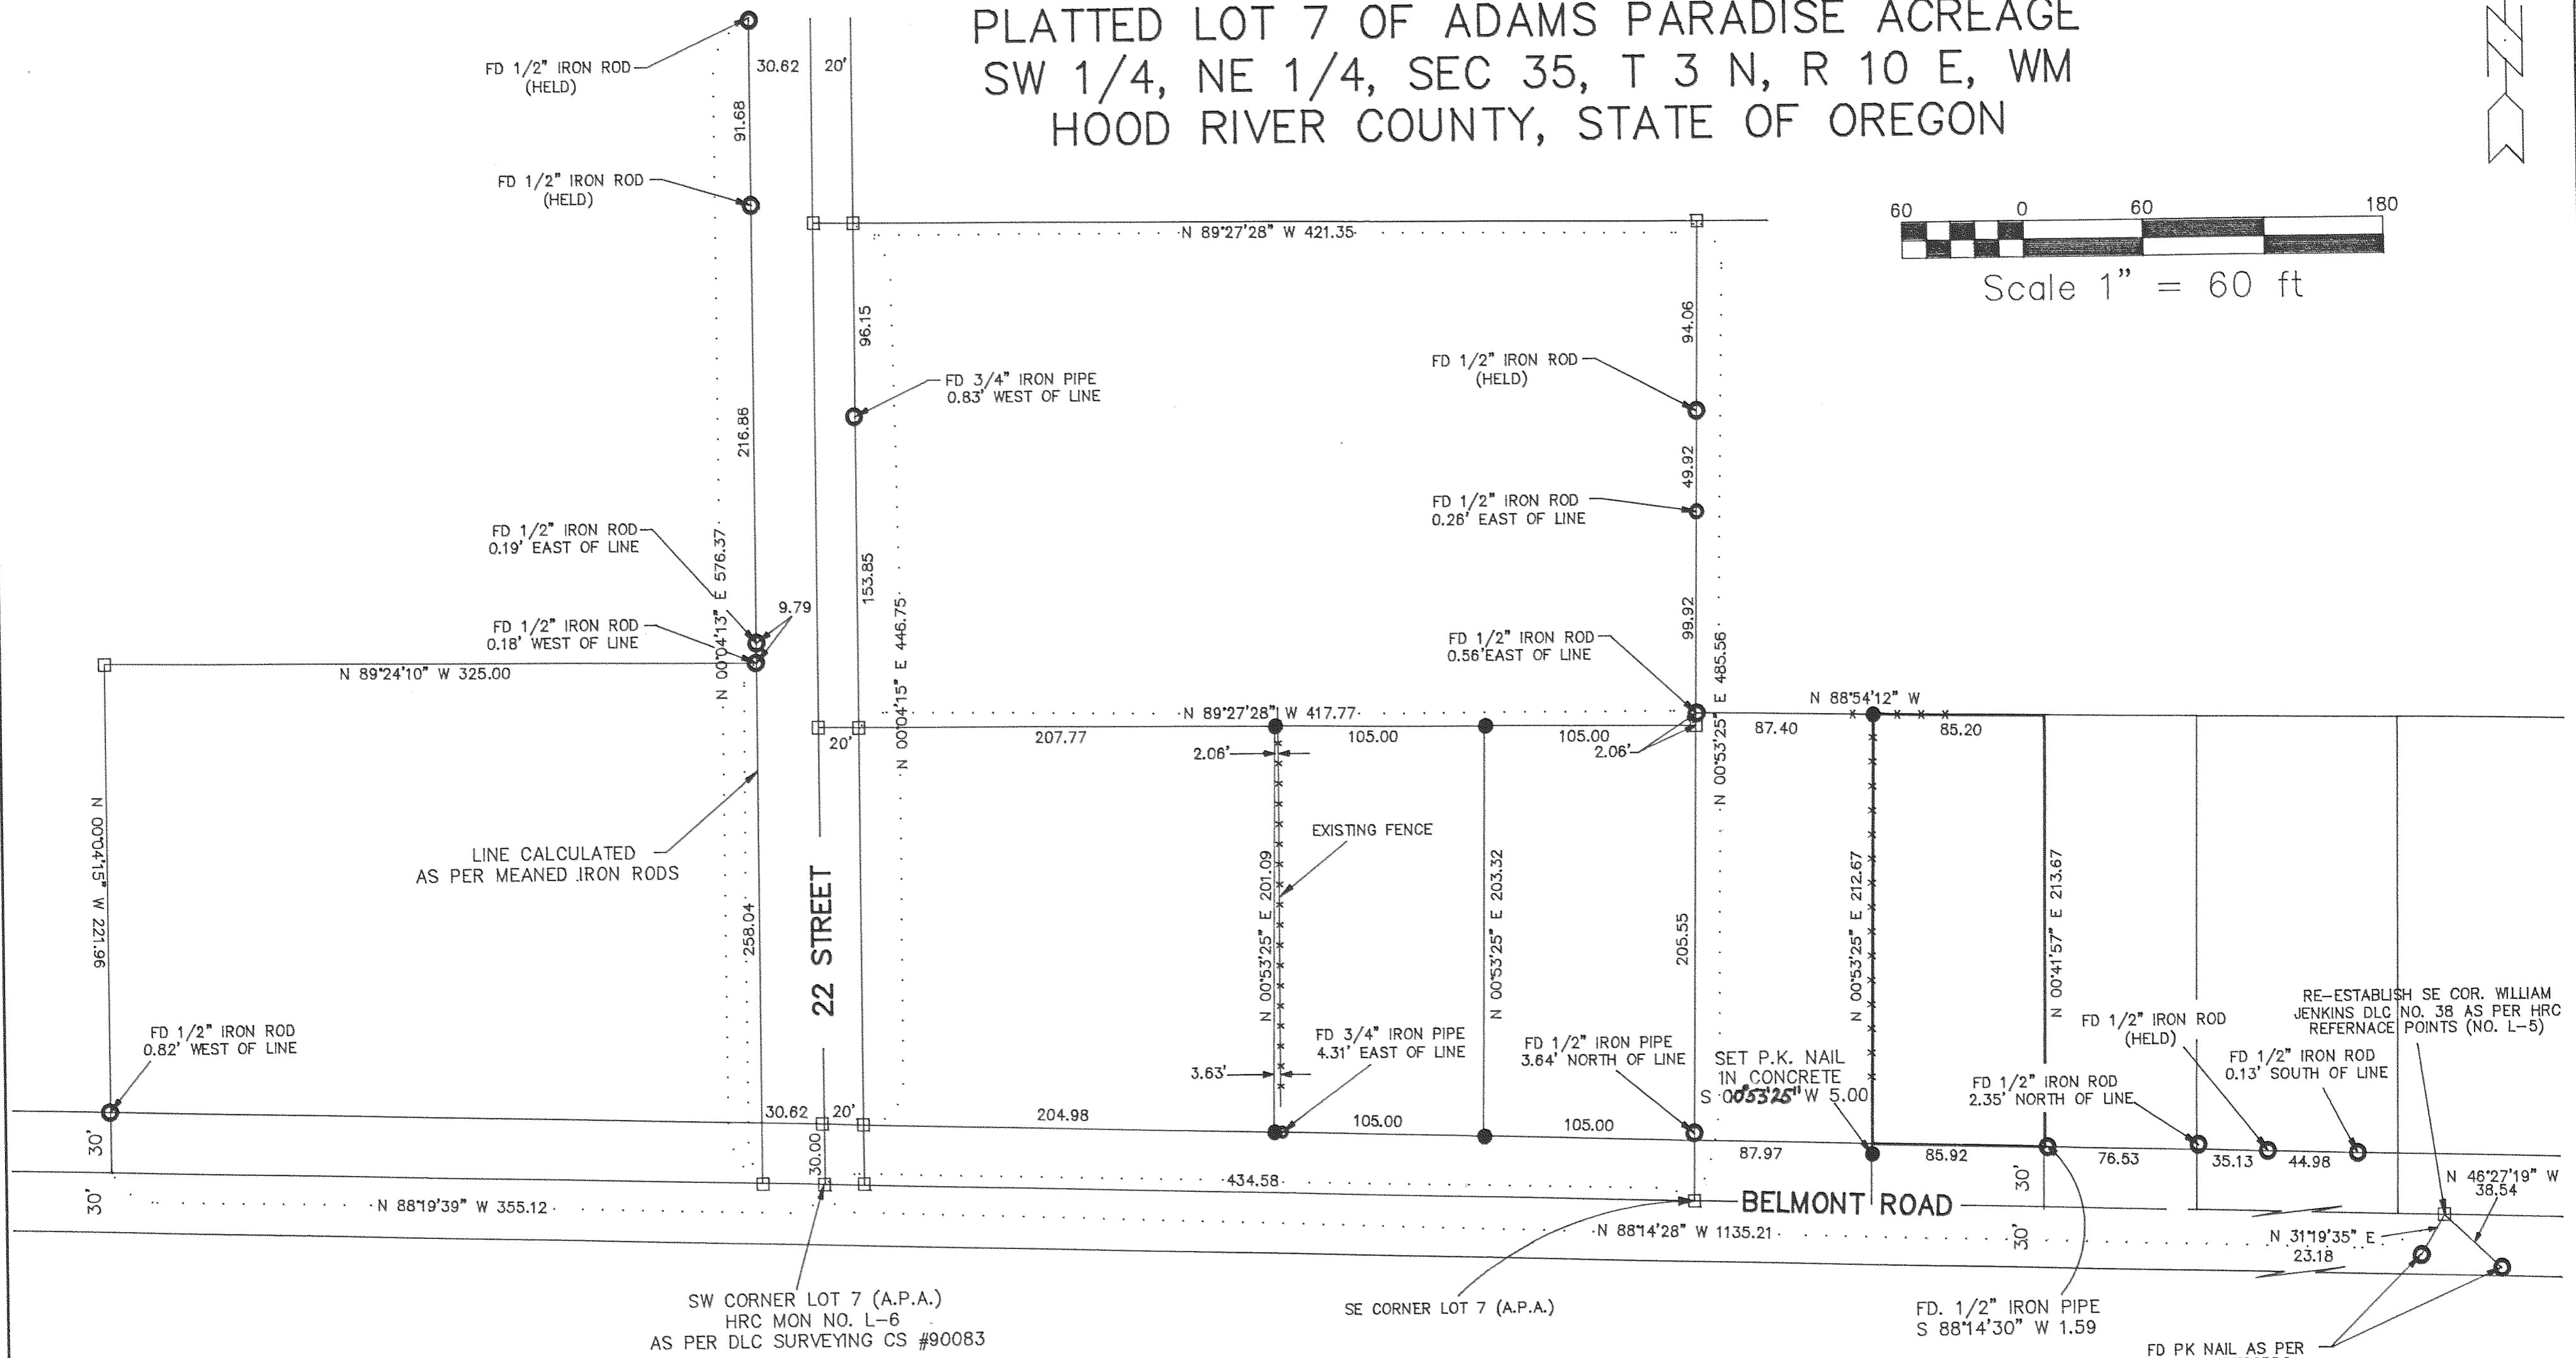 PLATTED LOT 7 OF ADAMS PARADISE ACREAGE
SW 1/4, NE 1/4, SEC 35, T 3 N, R 10 E, WM
HOOD RIVER COUNTY, STATE OF OREGON
60 0 60 180
Scale 1" = 60 ft
FD 1/2" IRON ROD
(HELD)
30.62
20'
91.68
FD 1/2" IRON ROD
(HELD)
N 89°27'28" W 421.35
96.15
94.06
FD 3/4" IRON PIPE
0.83' WEST OF LINE
FD 1/2" IRON ROD
(HELD)
216.86
49.92
FD 1/2" IRON ROD
0.26' EAST OF LINE
FD 1/2" IRON ROD
0.19' EAST OF LINE
N 00°04'13" E 576.37
153.85
9.79
FD 1/2" IRON ROD
0.18' WEST OF LINE
99.92
FD 1/2" IRON ROD
0.56'EAST OF LINE
N 89°24'10" W 325.00
N 00°04'15" E 446.75
N 00°53'25" E 485.56
N 88°54'12" W
N 89°27'28" W 417.77
20'
207.77
105.00
105.00
87.40
85.20
2.06'
2.06'
N 00°04'15" W 221.96
LINE CALCULATED
AS PER MEANED IRON RODS
EXISTING FENCE
22 STREET
258.04
N 00°53'25" E 201.09
N 00°53'25" E 203.32
205.55
N 00°53'25" E 212.67
N 00°41'57" E 213.67
FD 1/2" IRON ROD
0.82' WEST OF LINE
FD 3/4" IRON PIPE
4.31' EAST OF LINE
3.63'
FD 1/2" IRON PIPE
3.64' NORTH OF LINE
SET P.K. NAIL
IN CONCRETE
S 00°53'25" W 5.00
FD 1/2" IRON ROD
2.35' NORTH OF LINE
FD 1/2" IRON ROD
(HELD)
RE-ESTABLISH SE COR. WILLIAM
JENKINS DLC NO. 38 AS PER HRC
REFERNACE POINTS (NO. L-5)
FD 1/2" IRON ROD
0.13' SOUTH OF LINE
30.62
20'
204.98
105.00
105.00
87.97
85.92
76.53
35.13
44.98
30'
30.00
30'
30'
N 88°19'39" W 355.12
434.58
BELMONT ROAD
N 88°14'28" W 1135.21
30'
N 46°27'19" W
38.54
N 31°19'35" E
23.18
SW CORNER LOT 7 (A.P.A.)
HRC MON NO. L-6
AS PER DLC SURVEYING CS #90083
SE CORNER LOT 7 (A.P.A.)
FD. 1/2" IRON PIPE
S 88°14'30" W 1.59
FD PK NAIL AS PER